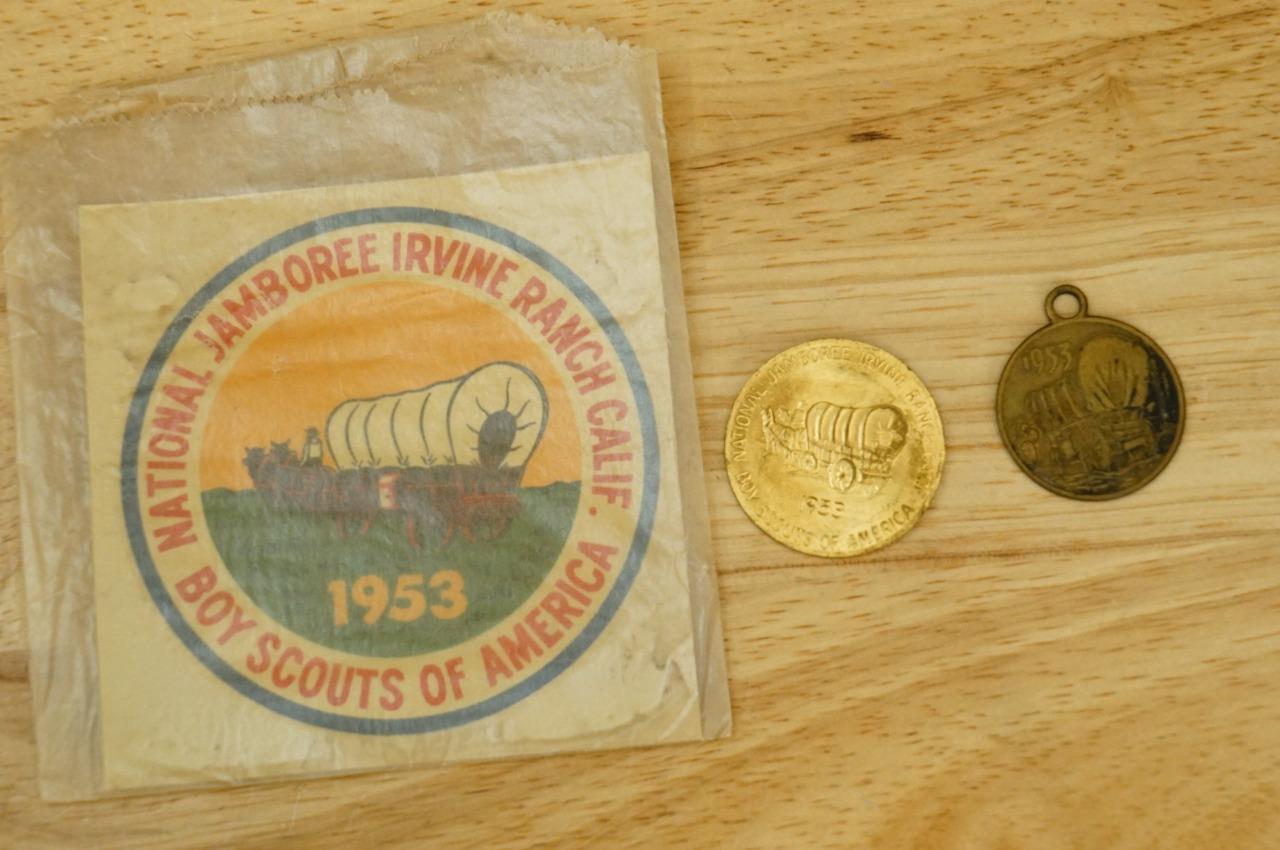 NATIONAL JAMBOREE IRVINE RANCH CALIF.
1953
BOY SCOUTS OF AMERICA
NATIONAL JAMBOREE IRVINE RANCH
1953
BOY SCOUTS OF AMERICA
1953